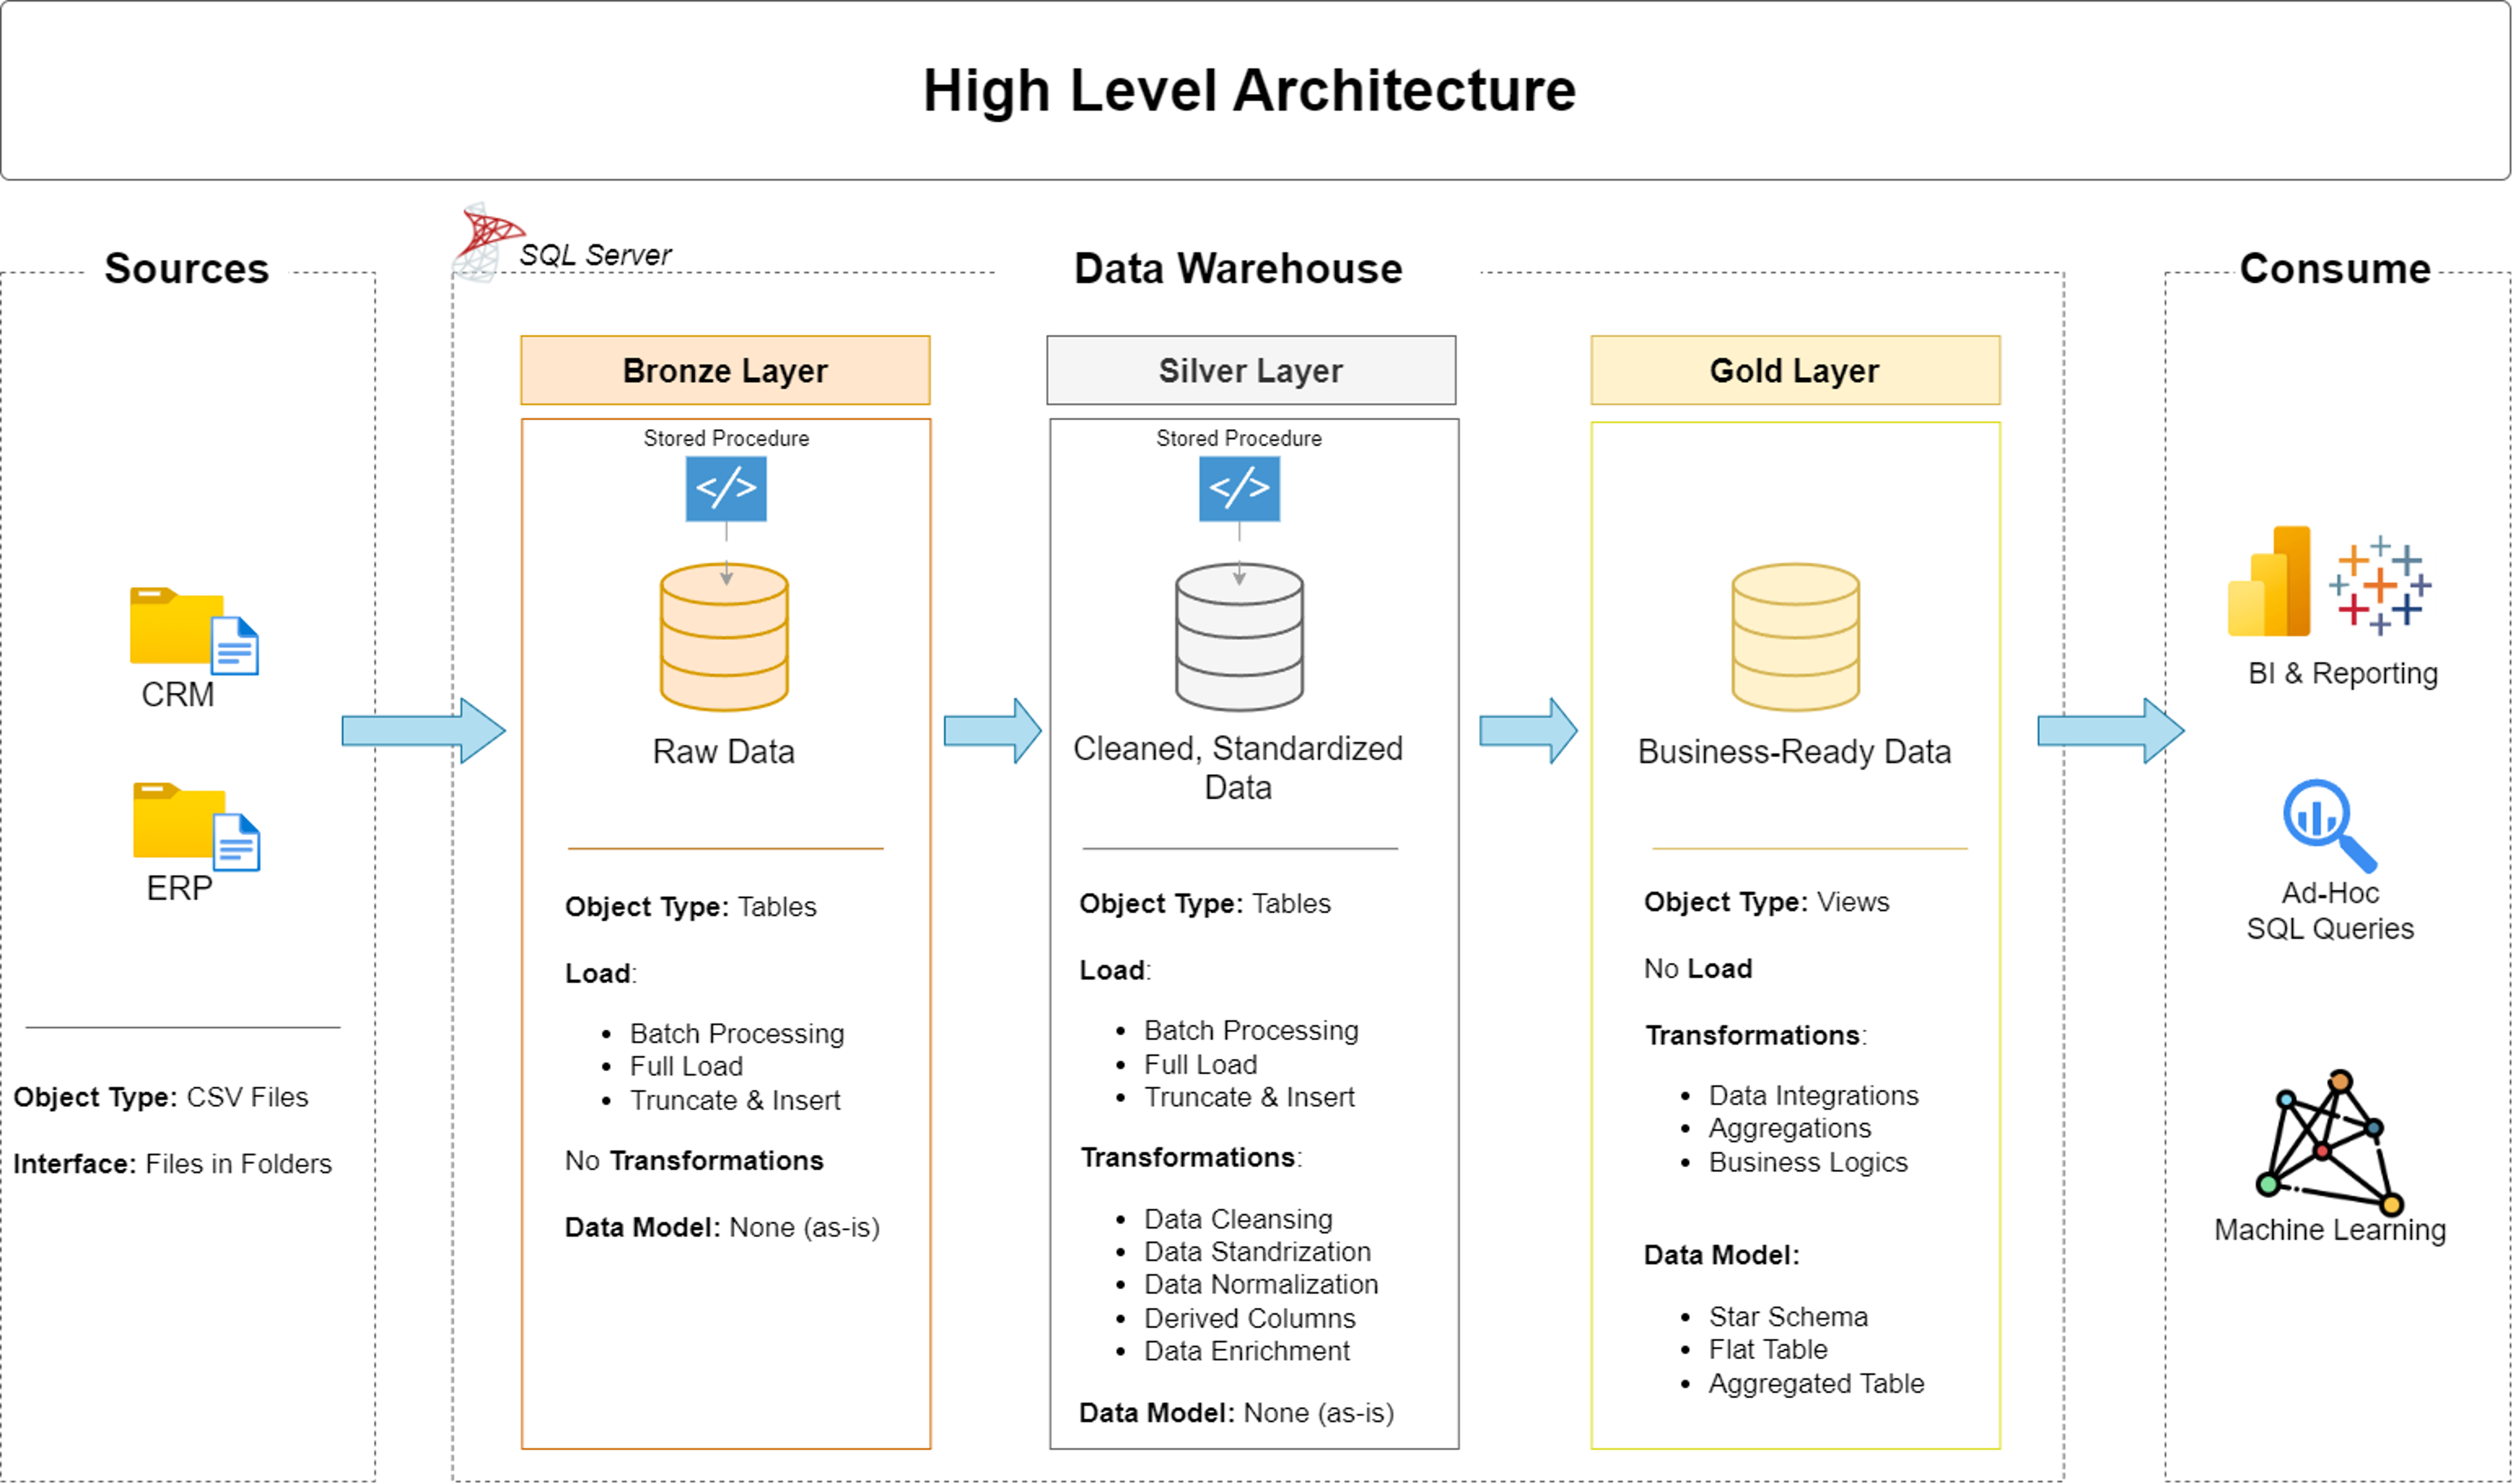 High Level Architecture
Sources
SQL Server
Data Warehouse
Consume
CRM
ERP
Object Type: CSV Files
Interface: Files in Folders
Bronze Layer
Stored Procedure
</>
Raw Data
Object Type: Tables
Load:
• Batch Processing
• Full Load
• Truncate & Insert
No Transformations
Data Model: None (as-is)
Silver Layer
Stored Procedure
</>
Cleaned, Standardized
Data
Object Type: Tables
Load:
• Batch Processing
• Full Load
• Truncate & Insert
Transformations:
• Data Cleansing
• Data Standrization
• Data Normalization
• Derived Columns
• Data Enrichment
Data Model: None (as-is)
Gold Layer
Business-Ready Data
Object Type: Views
No Load
Transformations:
• Data Integrations
• Aggregations
• Business Logics
Data Model:
• Star Schema
• Flat Table
• Aggregated Table
BI & Reporting
Ad-Hoc
SQL Queries
Machine Learning